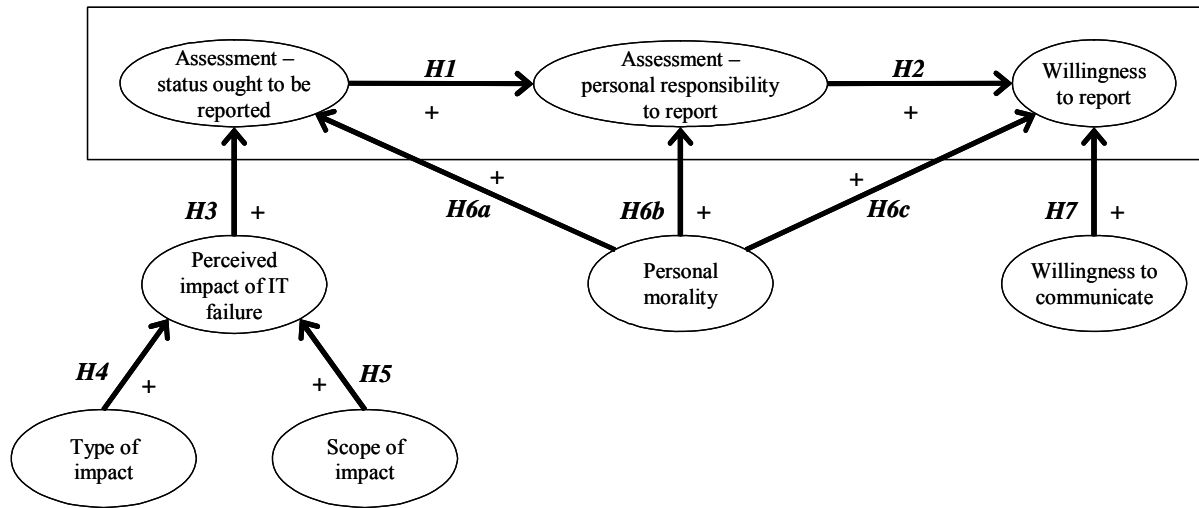 Assessment –
status ought to be
reported
H1
+
Assessment –
personal responsibility
to report
H2
+
Willingness
to report
H3
+
+
H6a
H6b
+
+
H6c
H7
+
Perceived
impact of IT
failure
Personal
morality
Willingness to
communicate
H4
+
+
H5
Type of
impact
Scope of
impact